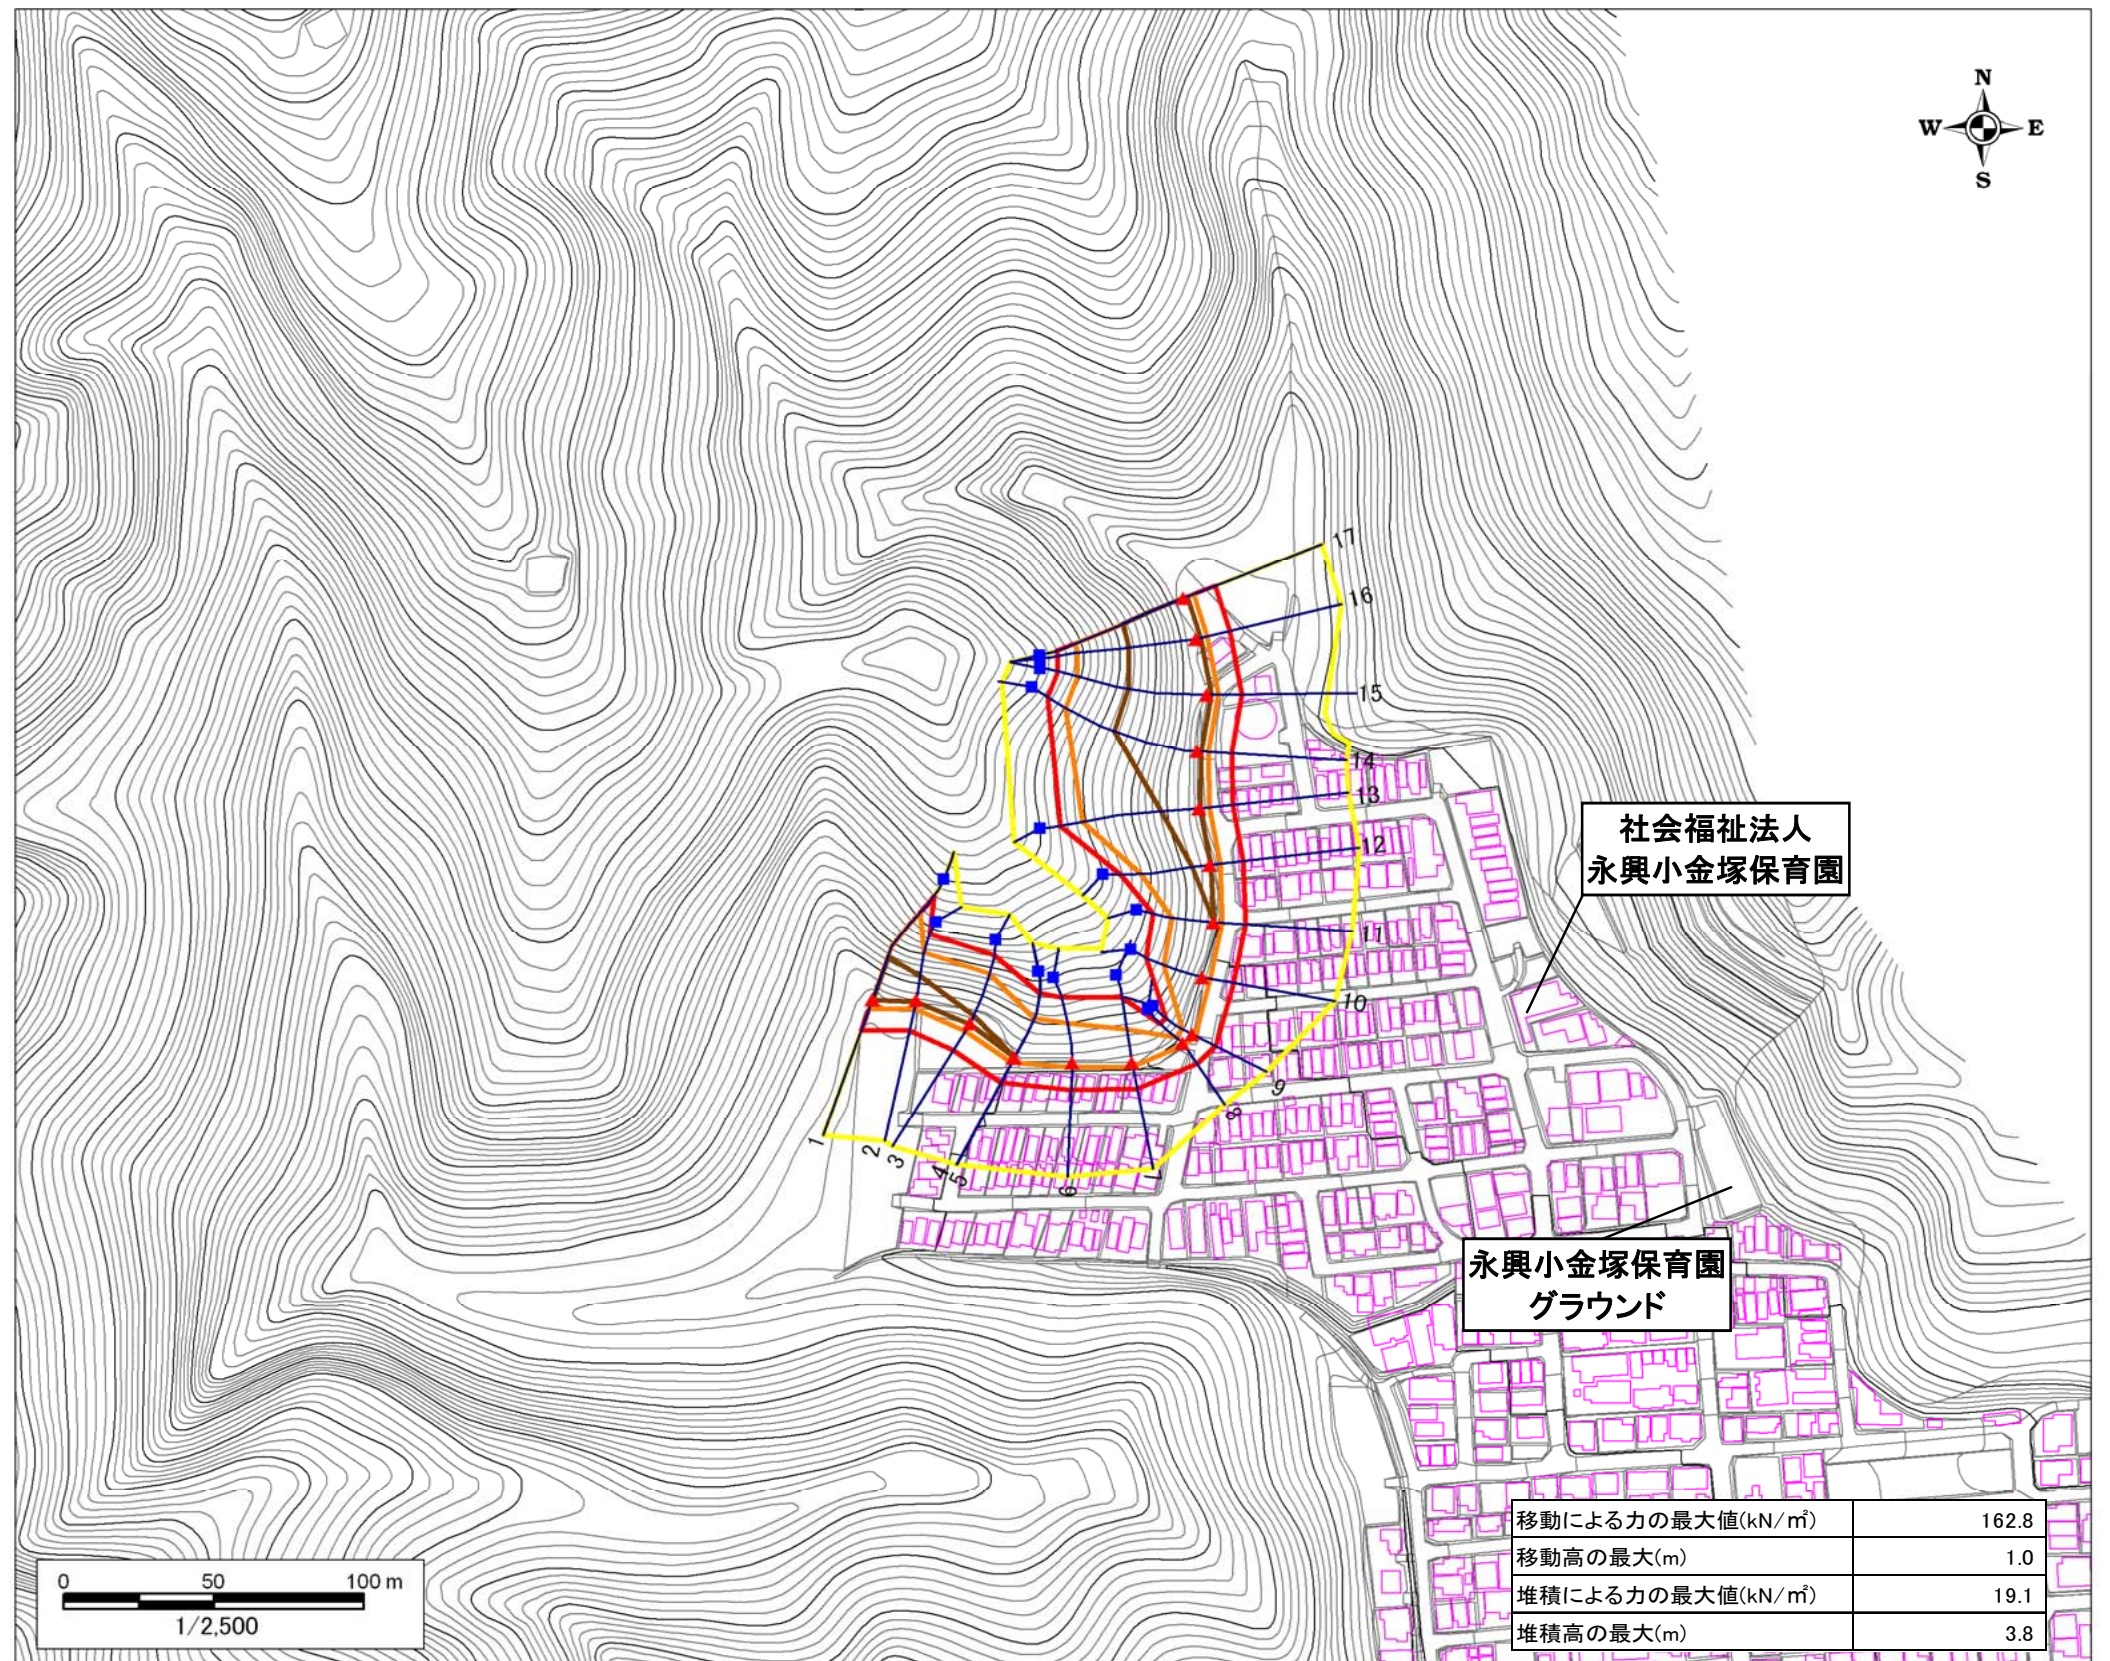 N
W E
S
17
16
15
14
13
12
11
10
9
8
7
6
5
4
3
2
1
社会福祉法人
永興小金塚保育園
永興小金塚保育園
グラウンド
移動による力の最大値(kN/㎡) 162.8
移動高の最大(m) 1.0
堆積による力の最大値(kN/㎡) 19.1
堆積高の最大(m) 3.8
0 50 100 m
1/2,500